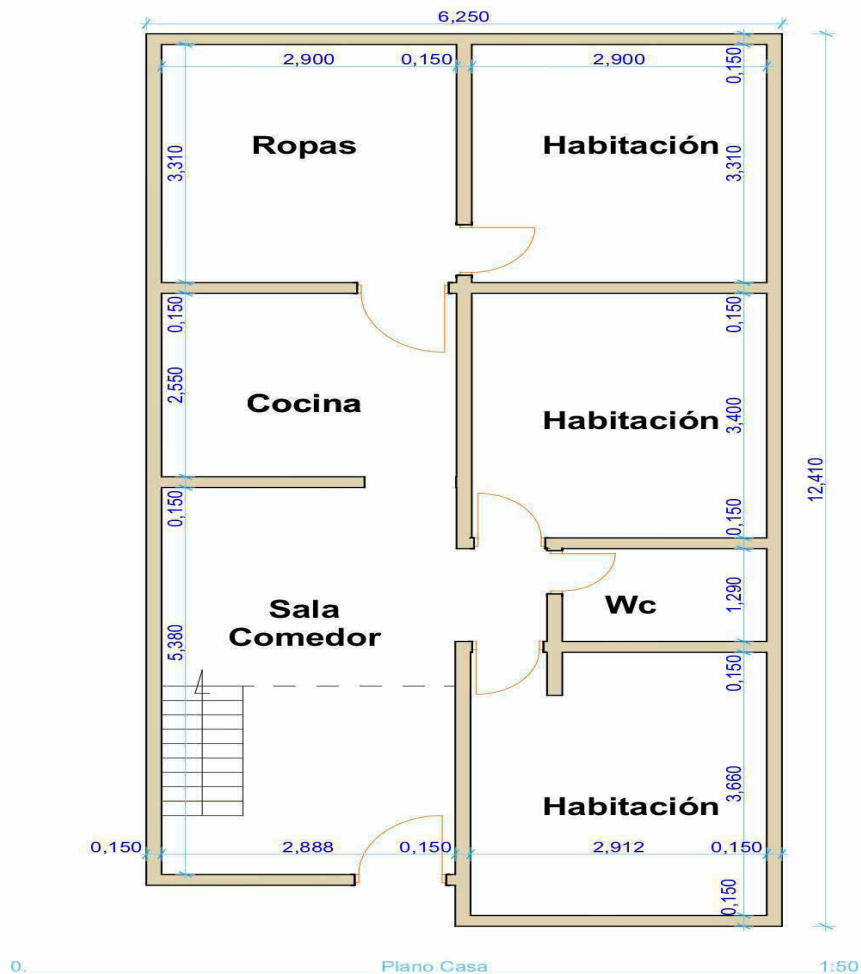 6,250
2,900
0,150
2,900
0,150
Ropas
Habitación
3,310
3,310
0,150
0,150
2,550
Cocina
Habitación
3,400
12,410
0,150
0,150
1,290
Sala
Comedor
Wc
5,380
0,150
3,660
Habitación
0,150
2,888
0,150
2,912
0,150
0,150
0.
Plano Casa
1:50